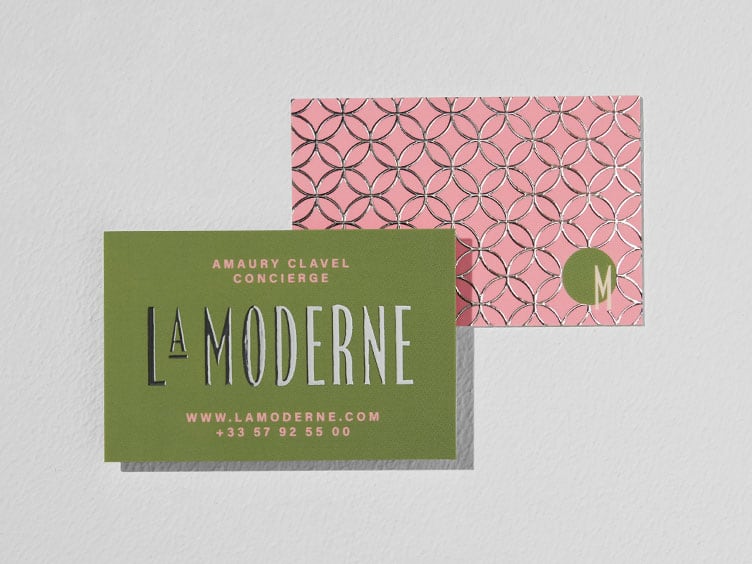 AMAURY CLAVEL
CONCIERGE
LA MODERNE
WWW.LAMODERNE.COM
+33 57 92 55 00
M